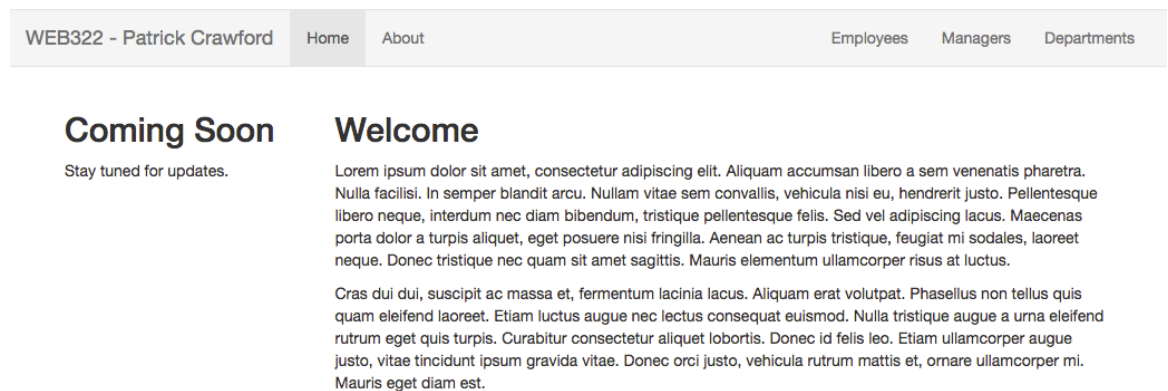 WEB322 - Patrick Crawford Home About Employees Managers Departments
Coming Soon
Stay tuned for updates.
Welcome
Lorem ipsum dolor sit amet, consectetur adipiscing elit. Aliquam accumsan libero a sem venenatis pharetra.
Nulla facilisi. In semper blandit arcu. Nullam vitae sem convallis, vehicula nisi eu, hendrerit justo. Pellentesque
libero neque, interdum nec diam bibendum, tristique pellentesque felis. Sed vel adipiscing lacus. Maecenas
porta dolor a turpis aliquet, eget posuere nisi fringilla. Aenean ac turpis tristique, feugiat mi sodales, laoreet
neque. Donec tristique nec quam sit amet sagittis. Mauris elementum ullamcorper risus at luctus.
Cras dui dui, suscipit ac massa et, fermentum lacinia lacus. Aliquam erat volutpat. Phasellus non tellus quis
quam eleifend laoreet. Etiam luctus augue nec lectus consequat euismod. Nulla tristique augue a urna eleifend
rutrum eget quis turpis. Curabitur consectetur aliquet lobortis. Donec id felis leo. Etiam ullamcorper augue
justo, vitae tincidunt ipsum gravida vitae. Donec orci justo, vehicula rutrum mattis et, ornare ullamcorper mi.
Mauris eget diam est.